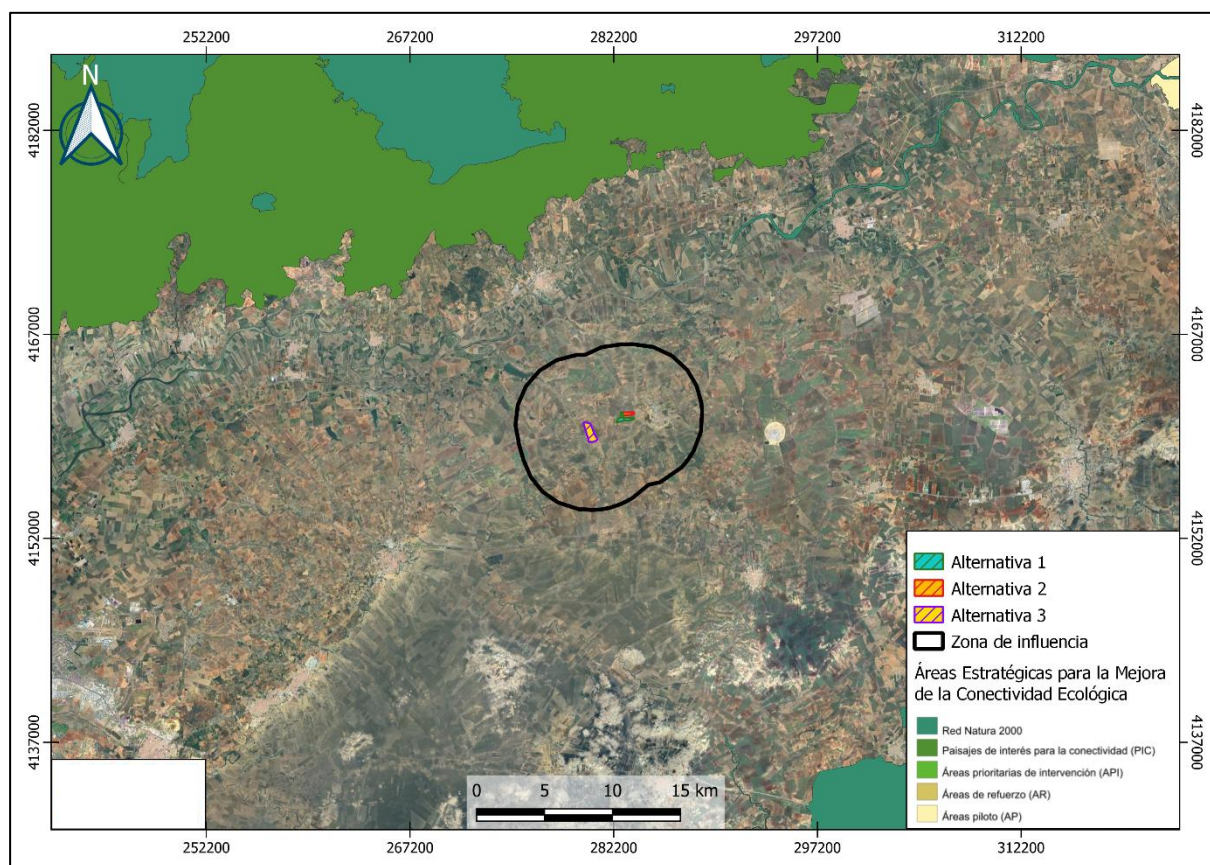 252200 267200 282200 297200 312200
N
4182000 4182000
4167000 4167000
4152000 4152000
Alternativa 1
Alternativa 2
Alternativa 3
Zona de influencia
Áreas Estratégicas para la Mejora
de la Conectividad Ecológica
Red Natura 2000
Paisajes de interés para la conectividad (PIC)
Áreas prioritarias de intervención (API)
Áreas de refuerzo (AR)
Áreas piloto (AP)
4137000 4137000
0 5 10 15 km
252200 267200 282200 297200 312200